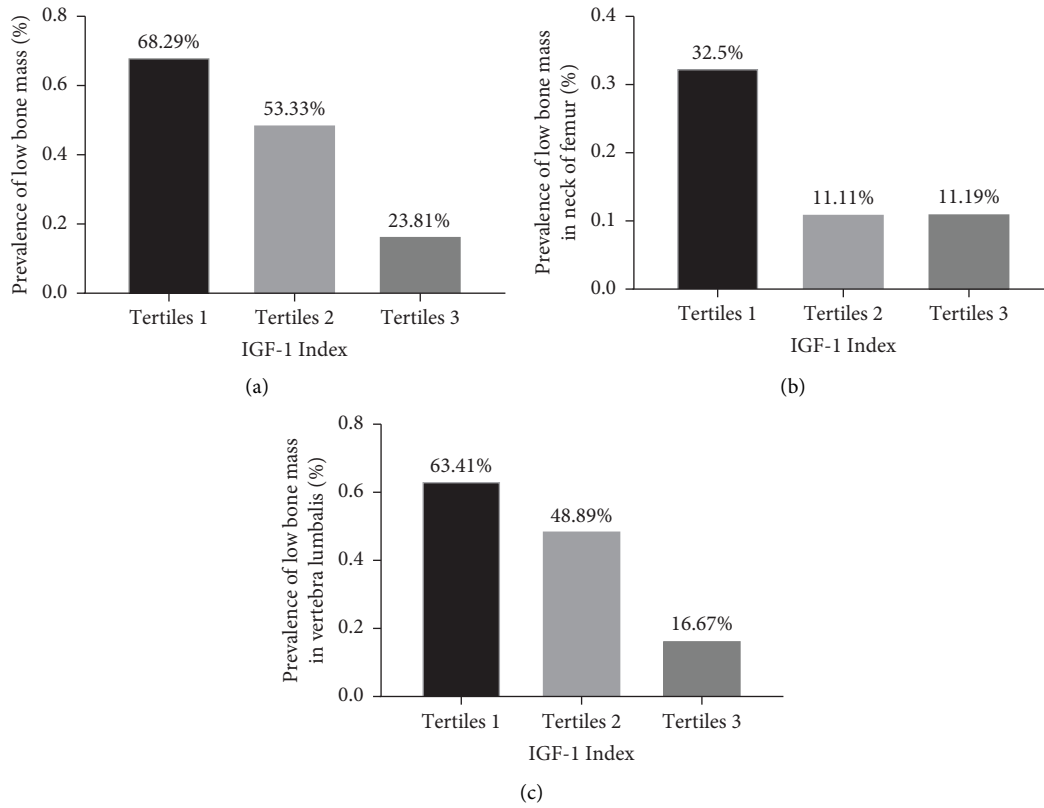 Prevalence of low bone mass (%)
0.8
0.6
0.4
0.2
0.0
68.29%
53.33%
23.81%
Tertiles 1 Tertiles 2 Tertiles 3
IGF-1 Index
(a)
Prevalence of low bone mass
in neck of femur (%)
0.4
0.3
0.2
0.1
0.0
32.5%
11.11%
11.19%
Tertiles 1 Tertiles 2 Tertiles 3
IGF-1 Index
(b)
Prevalence of low bone mass
in vertebra lumbalis (%)
0.8
0.6
0.4
0.2
0.0
63.41%
48.89%
16.67%
Tertiles 1 Tertiles 2 Tertiles 3
IGF-1 Index
(c)